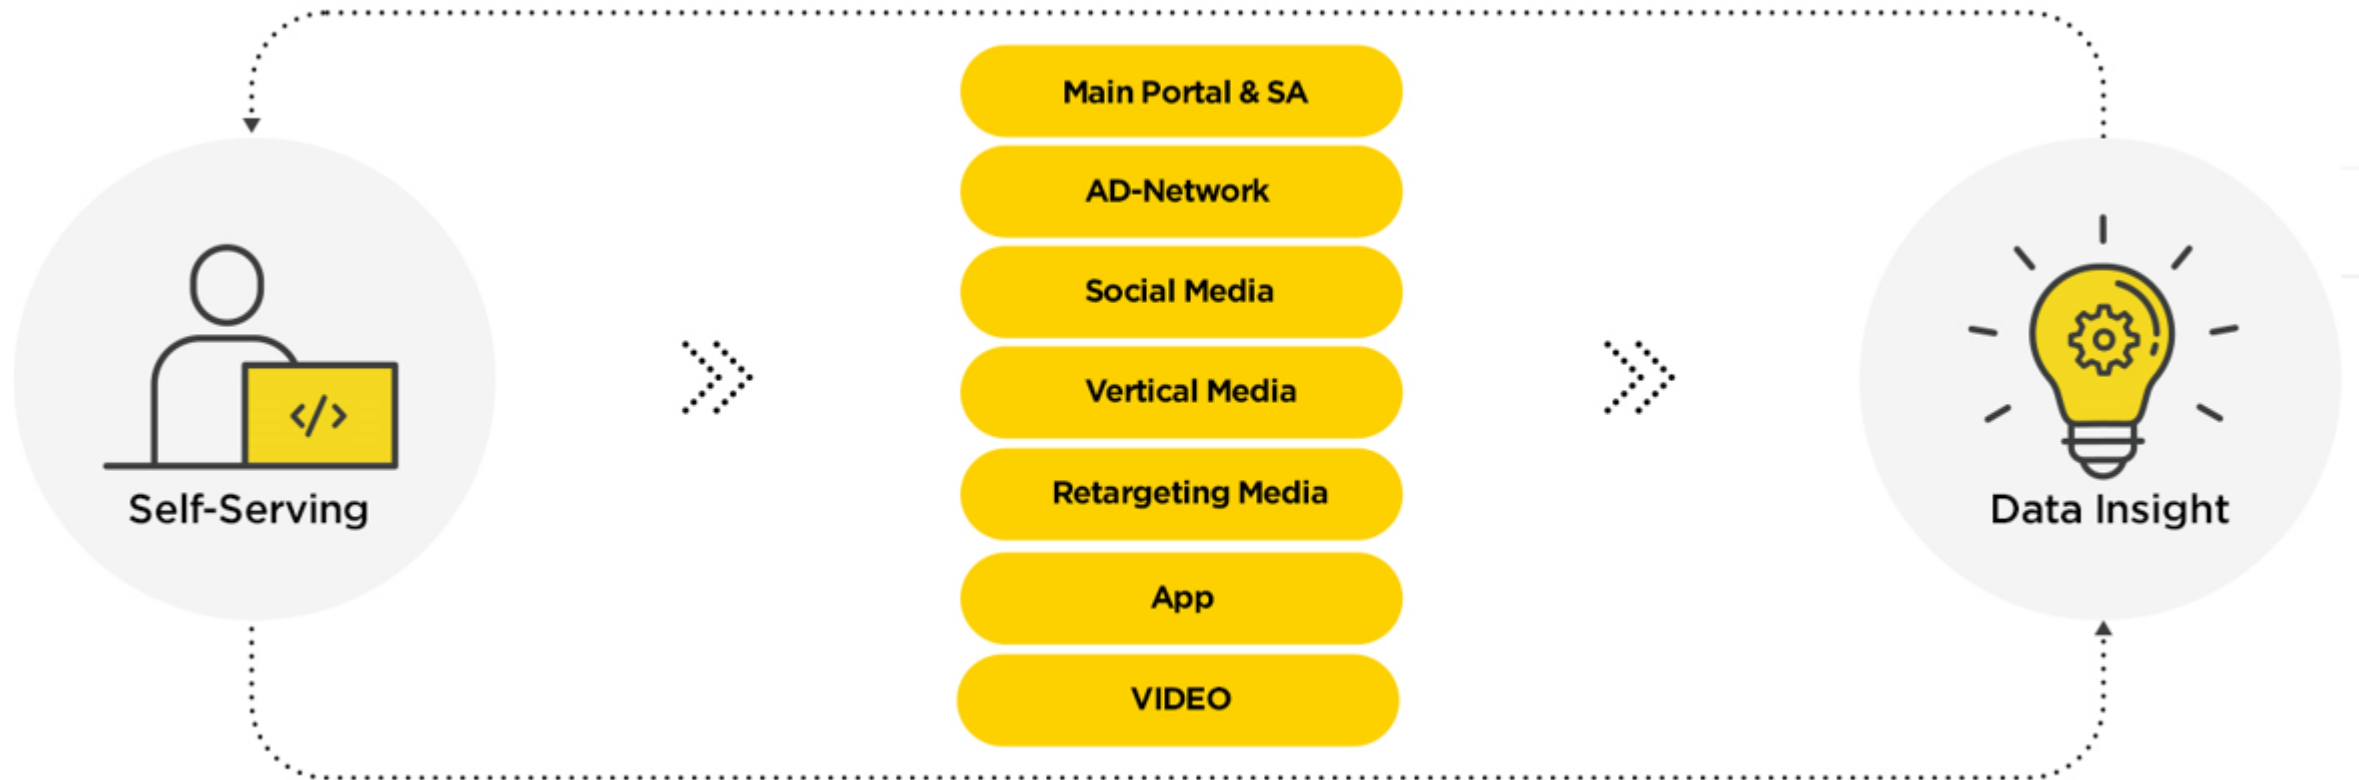 Main Portal & SA
AD-Network
Social Media
Vertical Media
Retargeting Media
App
VIDEO
</>
Self-Serving
Data Insight